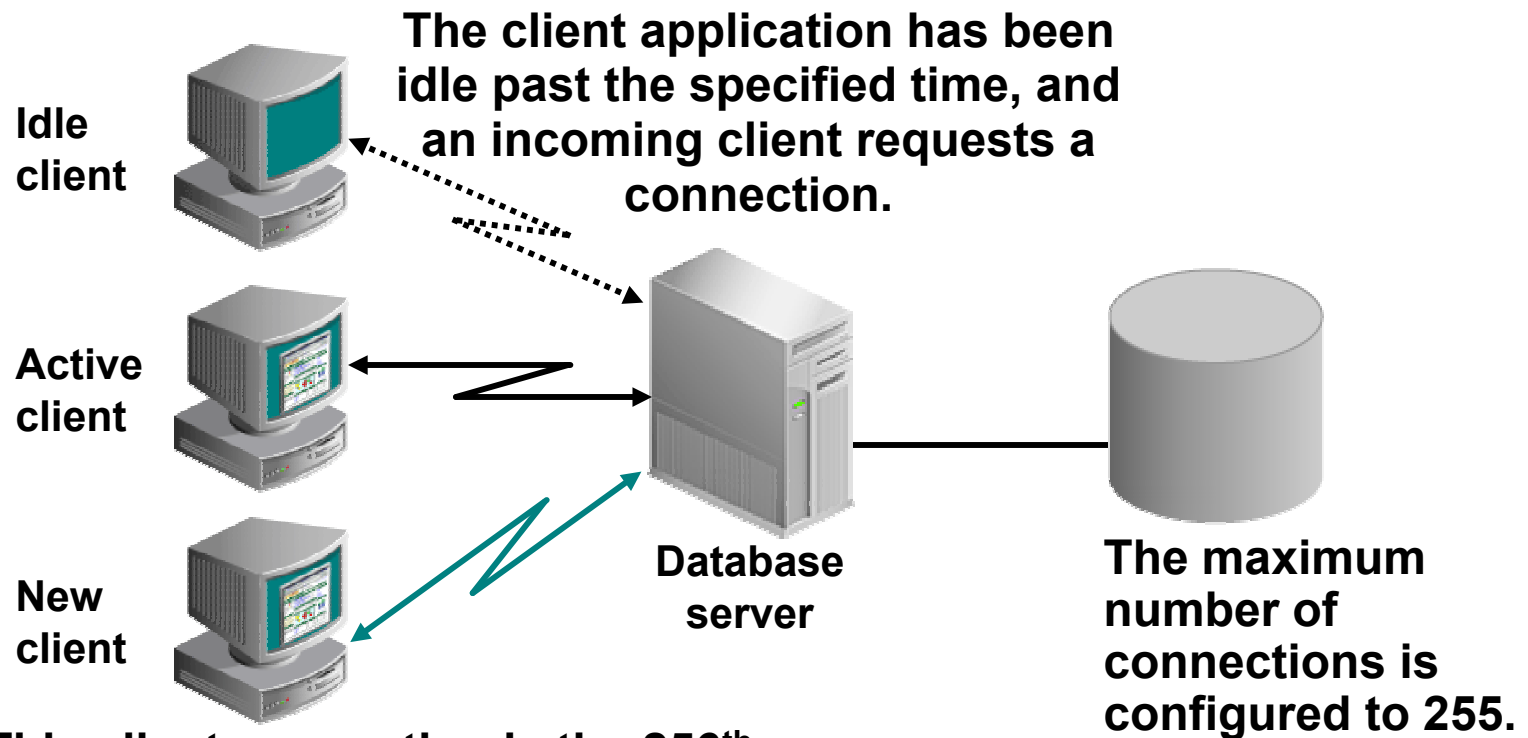 The client application has been
idle past the specified time, and
an incoming client requests a
connection.
Idle
client
Active
client
New
client
Database
server
The maximum
number of
connections is
configured to 255.